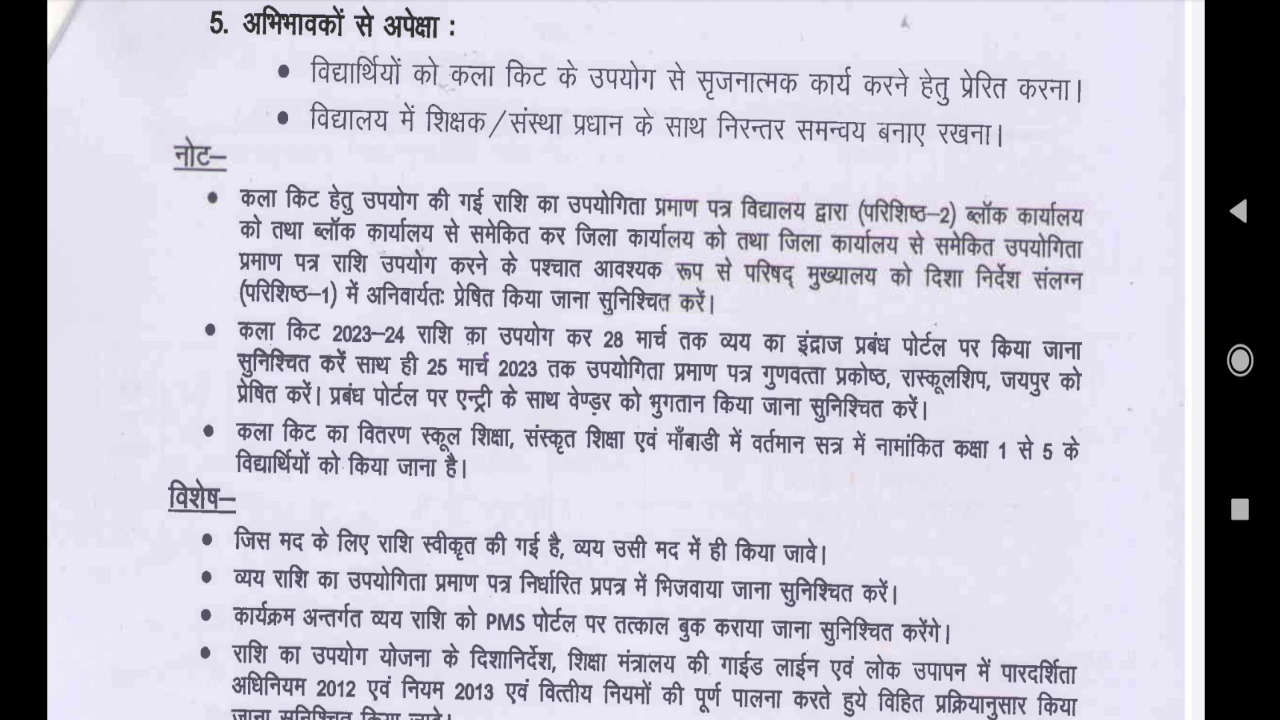 5. अभिभावकों से अपेक्षा :
• विद्यार्थियों को कला किट के उपयोग से सृजनात्मक कार्य करने हेतु प्रेरित करना।
• विद्यालय में शिक्षक/संस्था प्रधान के साथ निरन्तर समन्वय बनाए रखना।
नोट–
• कला किट हेतु उपयोग की गई राशि का उपयोगिता प्रमाण पत्र विद्यालय द्वारा (परिशिष्ठ–2) ब्लॉक कार्यालय
को तथा ब्लॉक कार्यालय से समेकित कर जिला कार्यालय को तथा जिला कार्यालय से समेकित उपयोगिता
प्रमाण पत्र राशि उपयोग करने के पश्चात आवश्यक रूप से परिषद् मुख्यालय को दिशा निर्देश संलग्न
(परिशिष्ठ–1) में अनिवार्यतः प्रेषित किया जाना सुनिश्चित करें।
• कला किट 2023–24 राशि का उपयोग कर 28 मार्च तक व्यय का इंद्राज प्रबंध पोर्टल पर किया जाना
सुनिश्चित करें साथ ही 25 मार्च 2023 तक उपयोगिता प्रमाण पत्र गुणवत्ता प्रकोष्ठ, रास्कूलशिप, जयपुर को
प्रेषित करें। प्रबंध पोर्टल पर एन्ट्री के साथ वेण्ड़र को भुगतान किया जाना सुनिश्चित करें।
• कला किट का वितरण स्कूल शिक्षा, संस्कृत शिक्षा एवं माँबाडी में वर्तमान सत्र में नामांकित कक्षा 1 से 5 के
विद्यार्थियों को किया जाना है।
विशेष–
• जिस मद के लिए राशि स्वीकृत की गई है, व्यय उसी मद में ही किया जावे।
• व्यय राशि का उपयोगिता प्रमाण पत्र निर्धारित प्रपत्र में भिजवाया जाना सुनिश्चित करें।
• कार्यक्रम अन्तर्गत व्यय राशि को PMS पोर्टल पर तत्काल बुक कराया जाना सुनिश्चित करेंगे।
• राशि का उपयोग योजना के दिशानिर्देश, शिक्षा मंत्रालय की गाईड लाईन एवं लोक उपापन में पारदर्शिता
अधिनियम 2012 एवं नियम 2013 एवं वित्तीय नियमों की पूर्ण पालना करते हुये विहित प्रक्रियानुसार किया
जाना सुनिश्चित किया जावे।